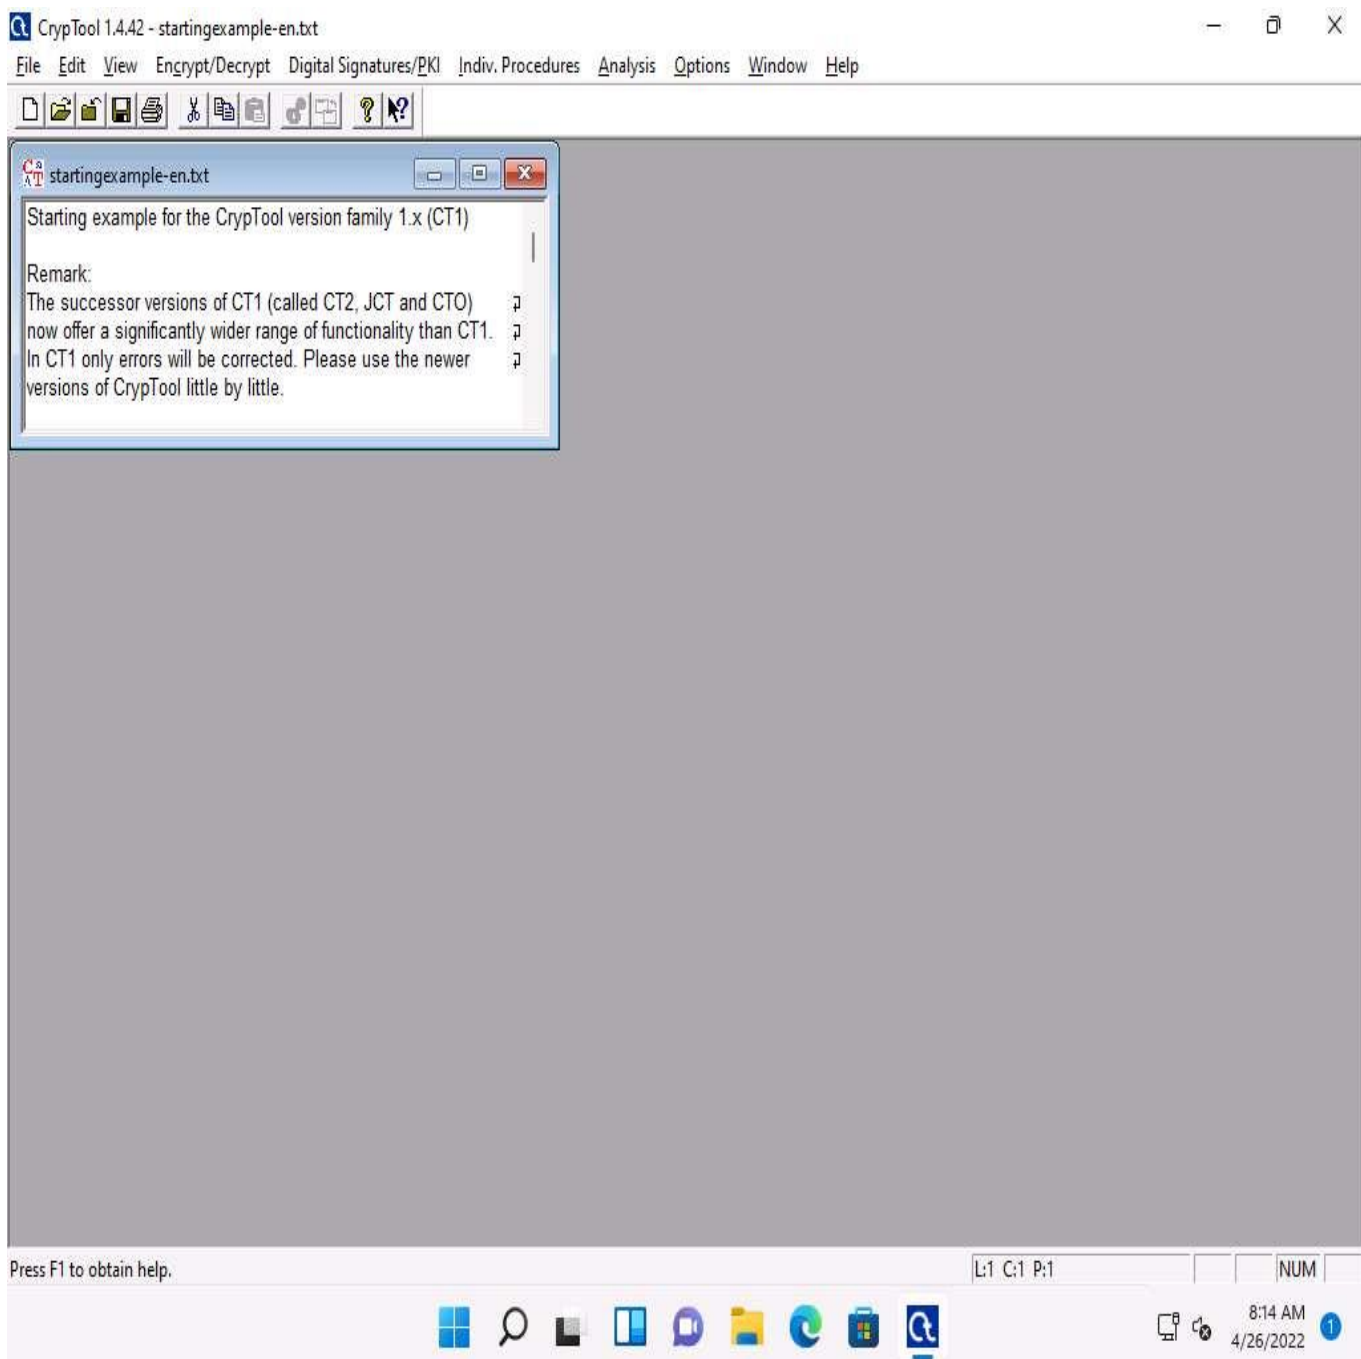 CrypTool 1.4.42 - startingexample-en.txt
File Edit View Encrypt/Decrypt Digital Signatures/PKI Indiv. Procedures Analysis Options Window Help
startingexample-en.txt
Starting example for the CrypTool version family 1.x (CT1)
Remark:
The successor versions of CT1 (called CT2, JCT and CTO)
now offer a significantly wider range of functionality than CT1.
In CT1 only errors will be corrected. Please use the newer
versions of CrypTool little by little.
Press F1 to obtain help.
L:1 C:1 P:1
NUM
8:14 AM
4/26/2022
1